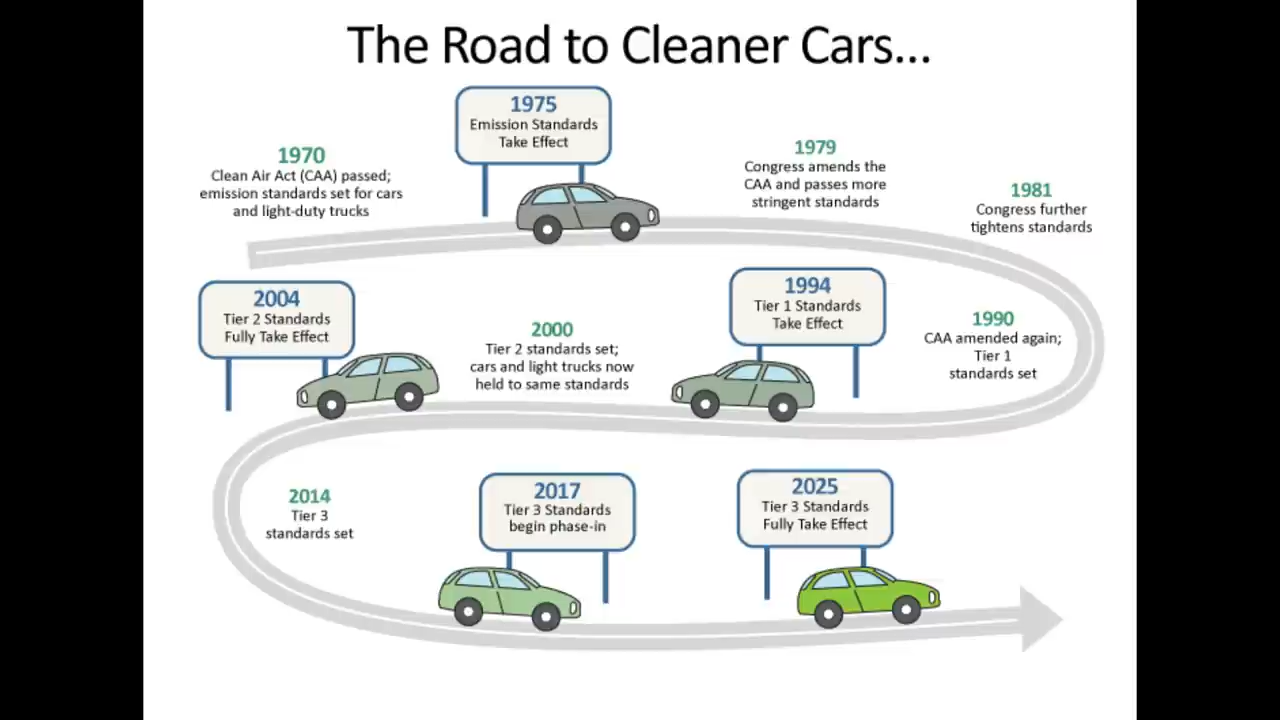 The Road to Cleaner Cars...
1970
Clean Air Act (CAA) passed;
emission standards set for cars
and light-duty trucks
1975
Emission Standards
Take Effect
1979
Congress amends the
CAA and passes more
stringent standards
1981
Congress further
tightens standards
1990
CAA amended again;
Tier 1
standards set
1994
Tier 1 Standards
Take Effect
2000
Tier 2 standards set;
cars and light trucks now
held to same standards
2004
Tier 2 Standards
Fully Take Effect
2014
Tier 3
standards set
2017
Tier 3 Standards
begin phase-in
2025
Tier 3 Standards
Fully Take Effect